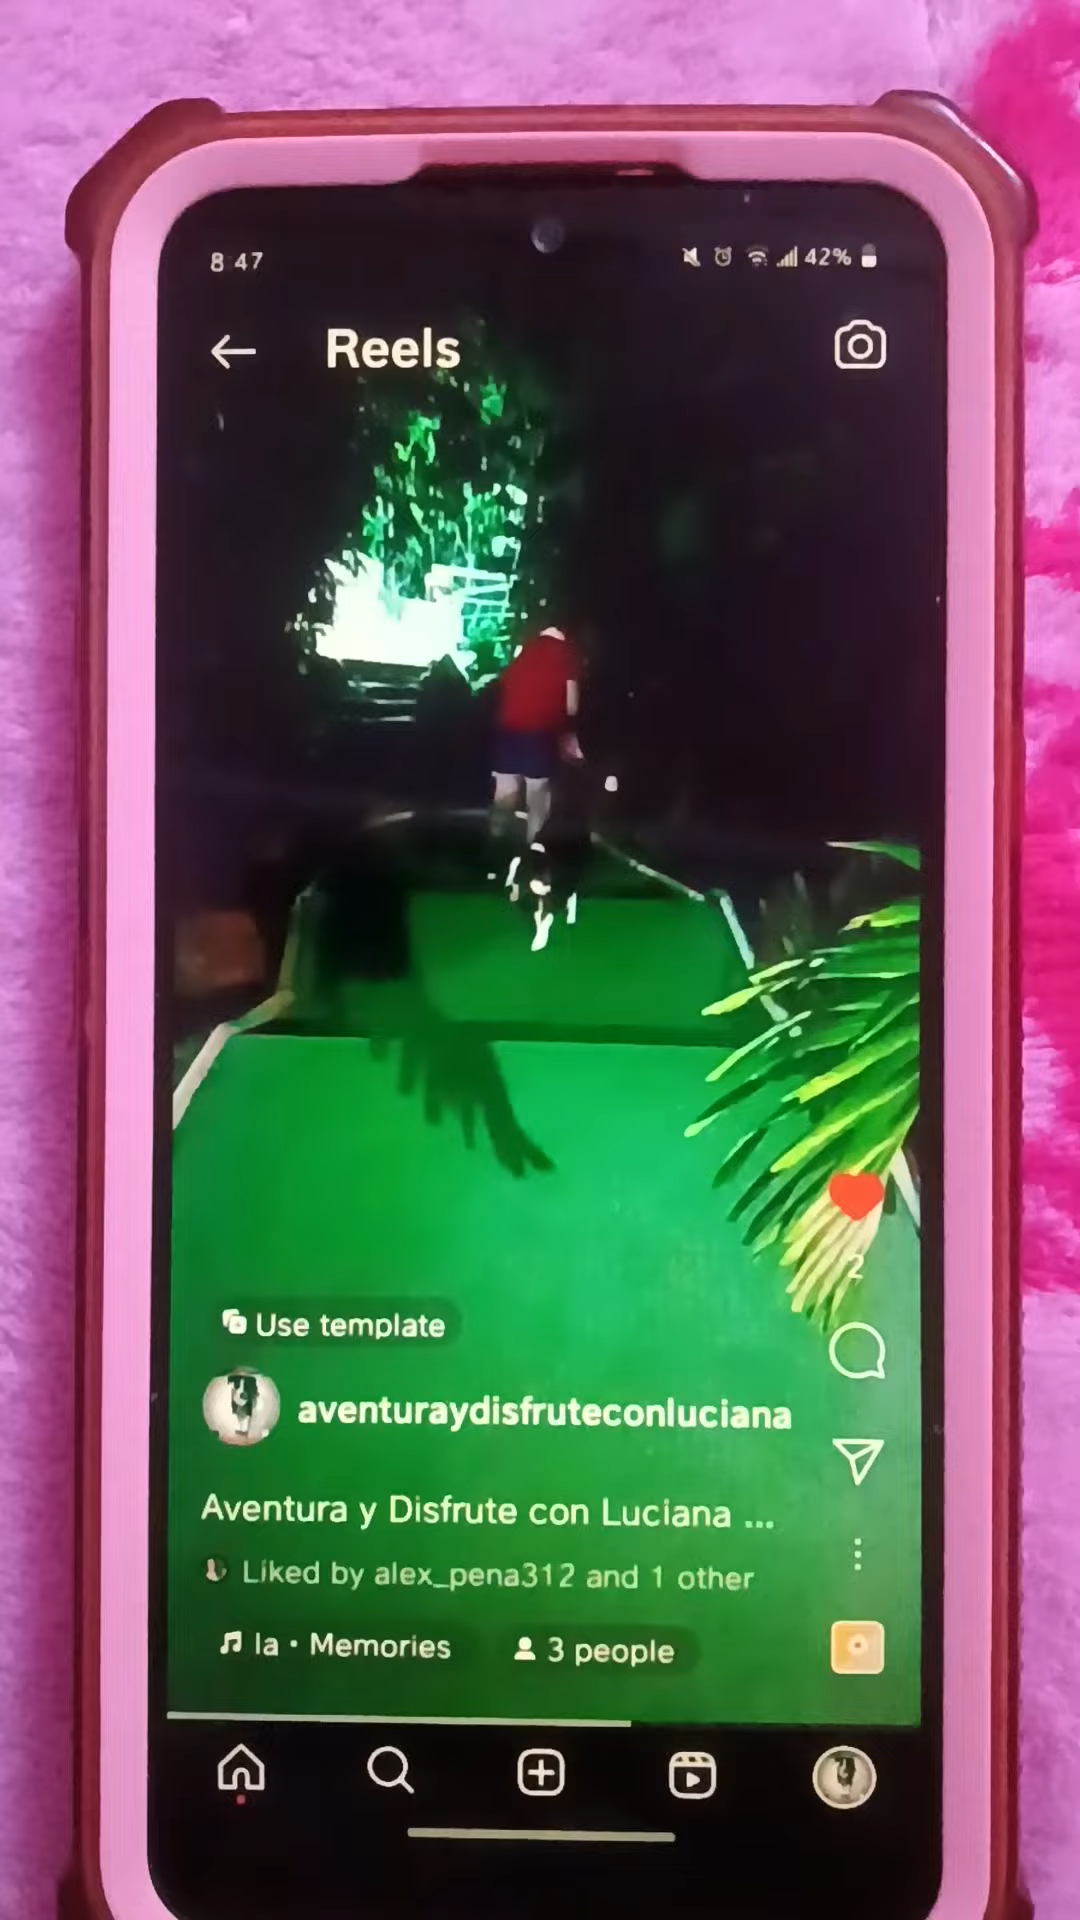 8 47
42%
Reels
2
Use template
aventuraydisfruteconluciana
Aventura y Disfrute con Luciana ...
Liked by alex_pena312 and 1 other
la • Memories
3 people